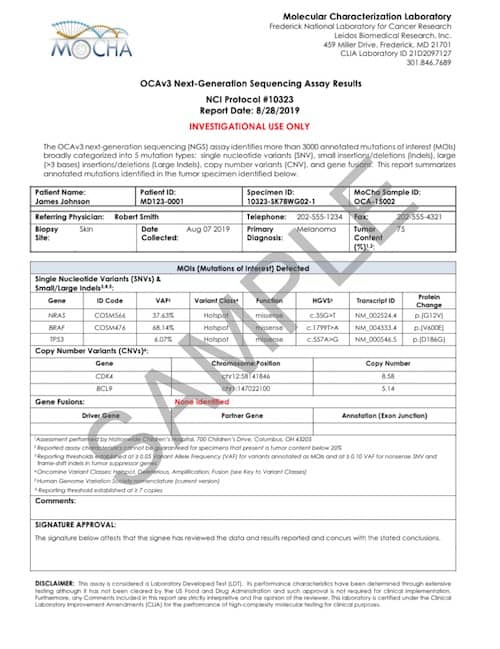 MOCHA
Molecular Characterization Laboratory
Frederick National Laboratory for Cancer Research
Leidos Biomedical Research, Inc.
459 Miller Drive, Frederick, MD 21701
CLIA Laboratory ID 21D2097127
301.846.7689
OCAv3 Next-Generation Sequencing Assay Results
NCI Protocol #10323
Report Date: 8/28/2019
INVESTIGATIONAL USE ONLY
The OCAv3 next-generation sequencing (NGS) assay identifies more than 3000 annotated mutations of interest (MOIs)
broadly categorized into 5 mutation types: single nucleotide variants (SNV), small insertions/deletions (Indels), large
(>3 bases) insertions/deletions (Large Indels), copy number variants (CNV), and gene fusions. This report summarizes
annotated mutations identified in the tumor specimen identified below.
Patient Name: Patient ID: Specimen ID: MoCha Sample ID:
James Johnson MD123-0001 10323-SK7BWG02-1 OCA-15002
Referring Physician: Robert Smith Telephone: 202-555-1234 Fax: 202-555-4321
Biopsy Site: Skin Date Collected: Aug 07 2019 Primary Diagnosis: Melanoma Tumor Content (%)1,2: 75
MOIs (Mutations of Interest) Detected
Single Nucleotide Variants (SNVs) &
Small/Large Indels3,4,5:
Gene ID Code VAF3 Variant Class4 Function HGVS5 Transcript ID Protein Change
NRAS COSM566 37.63% Hotspot missense c.35G>T NM_002524.4 p.(G12V)
BRAF COSM476 68.14% Hotspot missense c.1799T>A NM_004333.4 p.(V600E)
TP53 6.07% Hotspot missense c.557A>G NM_000546.5 p.(D186G)
Copy Number Variants (CNVs)6:
Gene Chromosome:Position Copy Number
CDK4 chr12:58141846 8.58
BCL9 chr1:147022100 5.14
Gene Fusions: None Identified
Driver Gene Partner Gene Annotation (Exon Junction)
1 Assessment performed by Nationwide Children's Hospital, 700 Children's Drive, Columbus, OH 43205
2 Reported assay characteristics cannot be guaranteed for specimens that present a tumor content below 20%
3 Reporting thresholds established at ≥ 0.05 Variant Allele Frequency (VAF) for variants annotated as MOIs and at ≥ 0.10 VAF for nonsense SNV and
frame-shift indels in tumor suppressor genes
4 Oncomine Variant Classes: Hotspot, Deleterious, Amplification, Fusion (see Key to Variant Classes)
5 Human Genome Variation Society nomenclature (current version)
6 Reporting threshold established at ≥ 7 copies
Comments:
SIGNATURE APPROVAL:
The signature below attests that the signee has reviewed the data and results reported and concurs with the stated conclusions.
DISCLAIMER: This assay is considered a Laboratory Developed Test (LDT). Its performance characteristics have been determined through extensive
testing although it has not been cleared by the US Food and Drug Administration and such approval is not required for clinical implementation.
Furthermore, any Comments included in this report are strictly interpretive and the opinion of the reviewer. This laboratory is certified under the Clinical
Laboratory Improvement Amendments (CLIA) for the performance of high-complexity molecular testing for clinical purposes.
SAMPLE